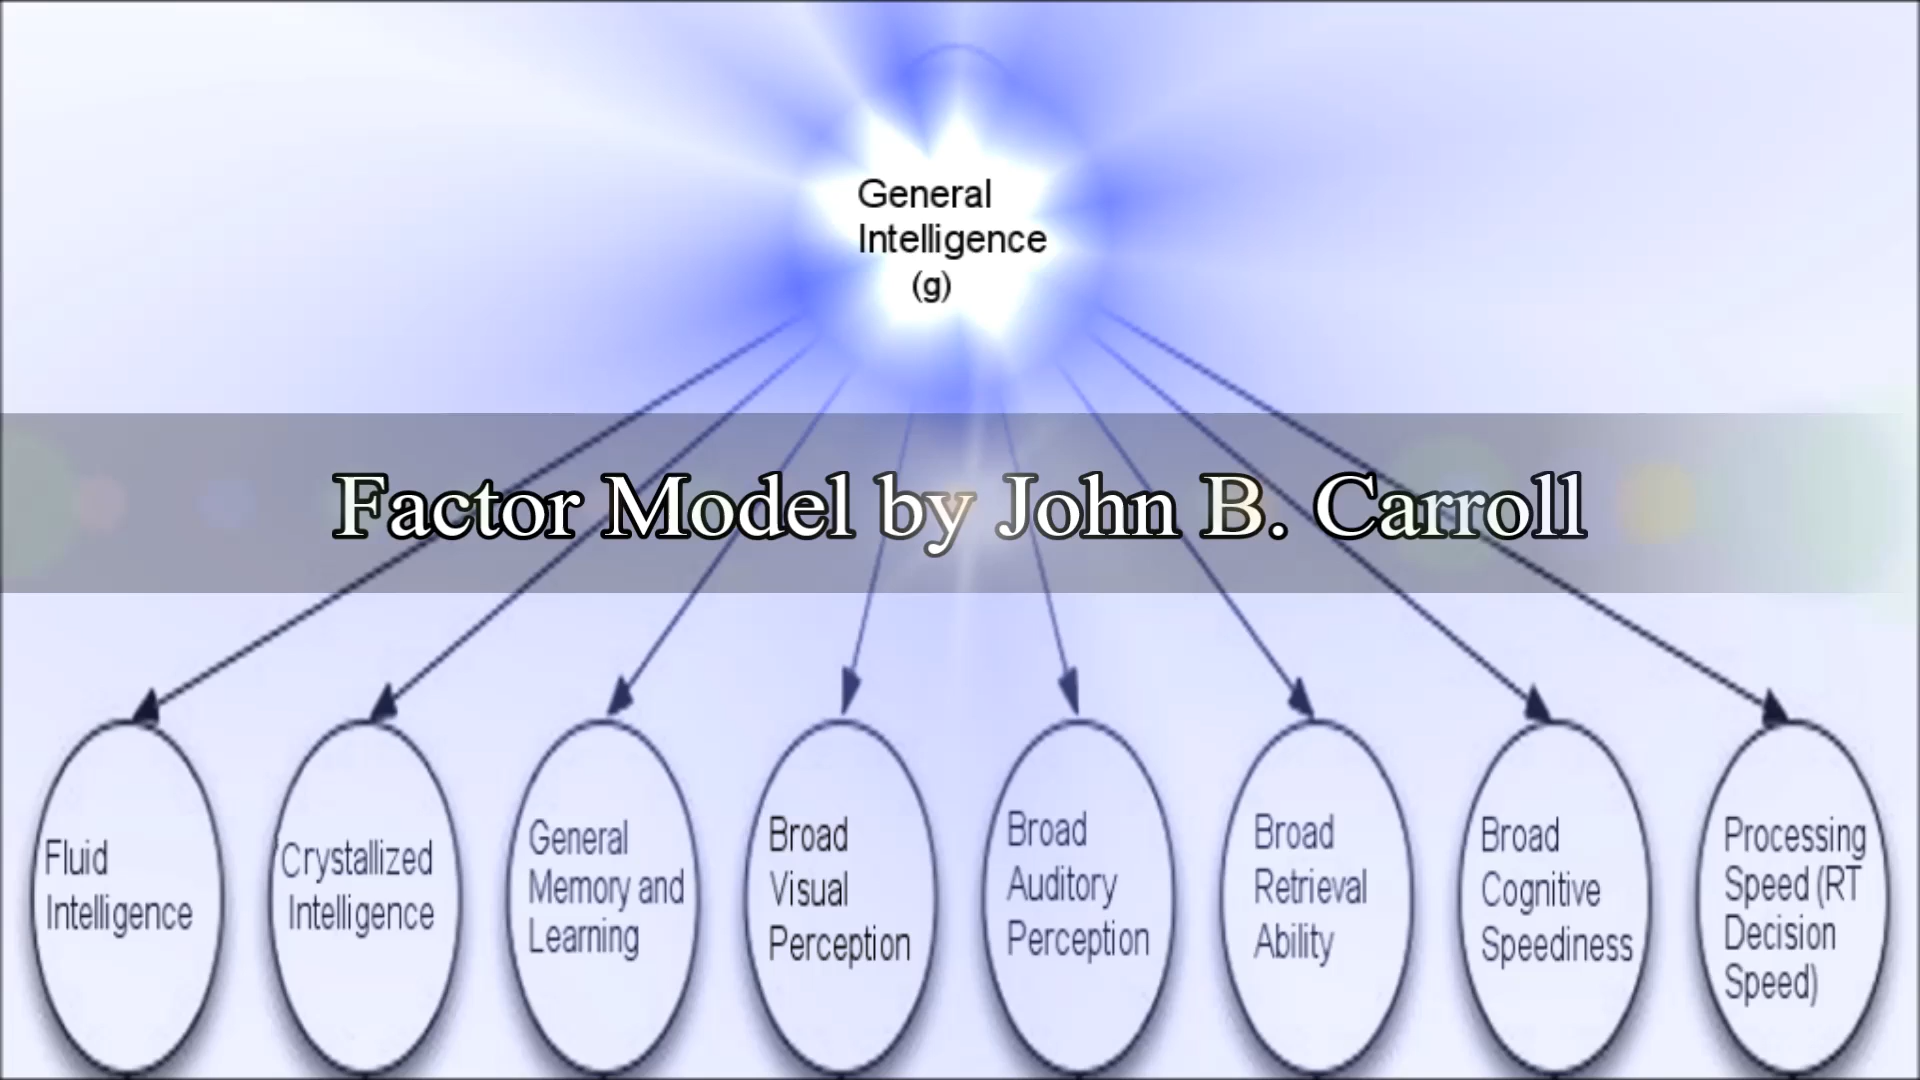 General
Intelligence
(g)
Factor Model by John B. Carroll
Fluid
Intelligence
Crystallized
Intelligence
General
Memory and
Learning
Broad
Visual
Perception
Broad
Auditory
Perception
Broad
Retrieval
Ability
Broad
Cognitive
Speediness
Processing
Speed (RT
Decision
Speed)